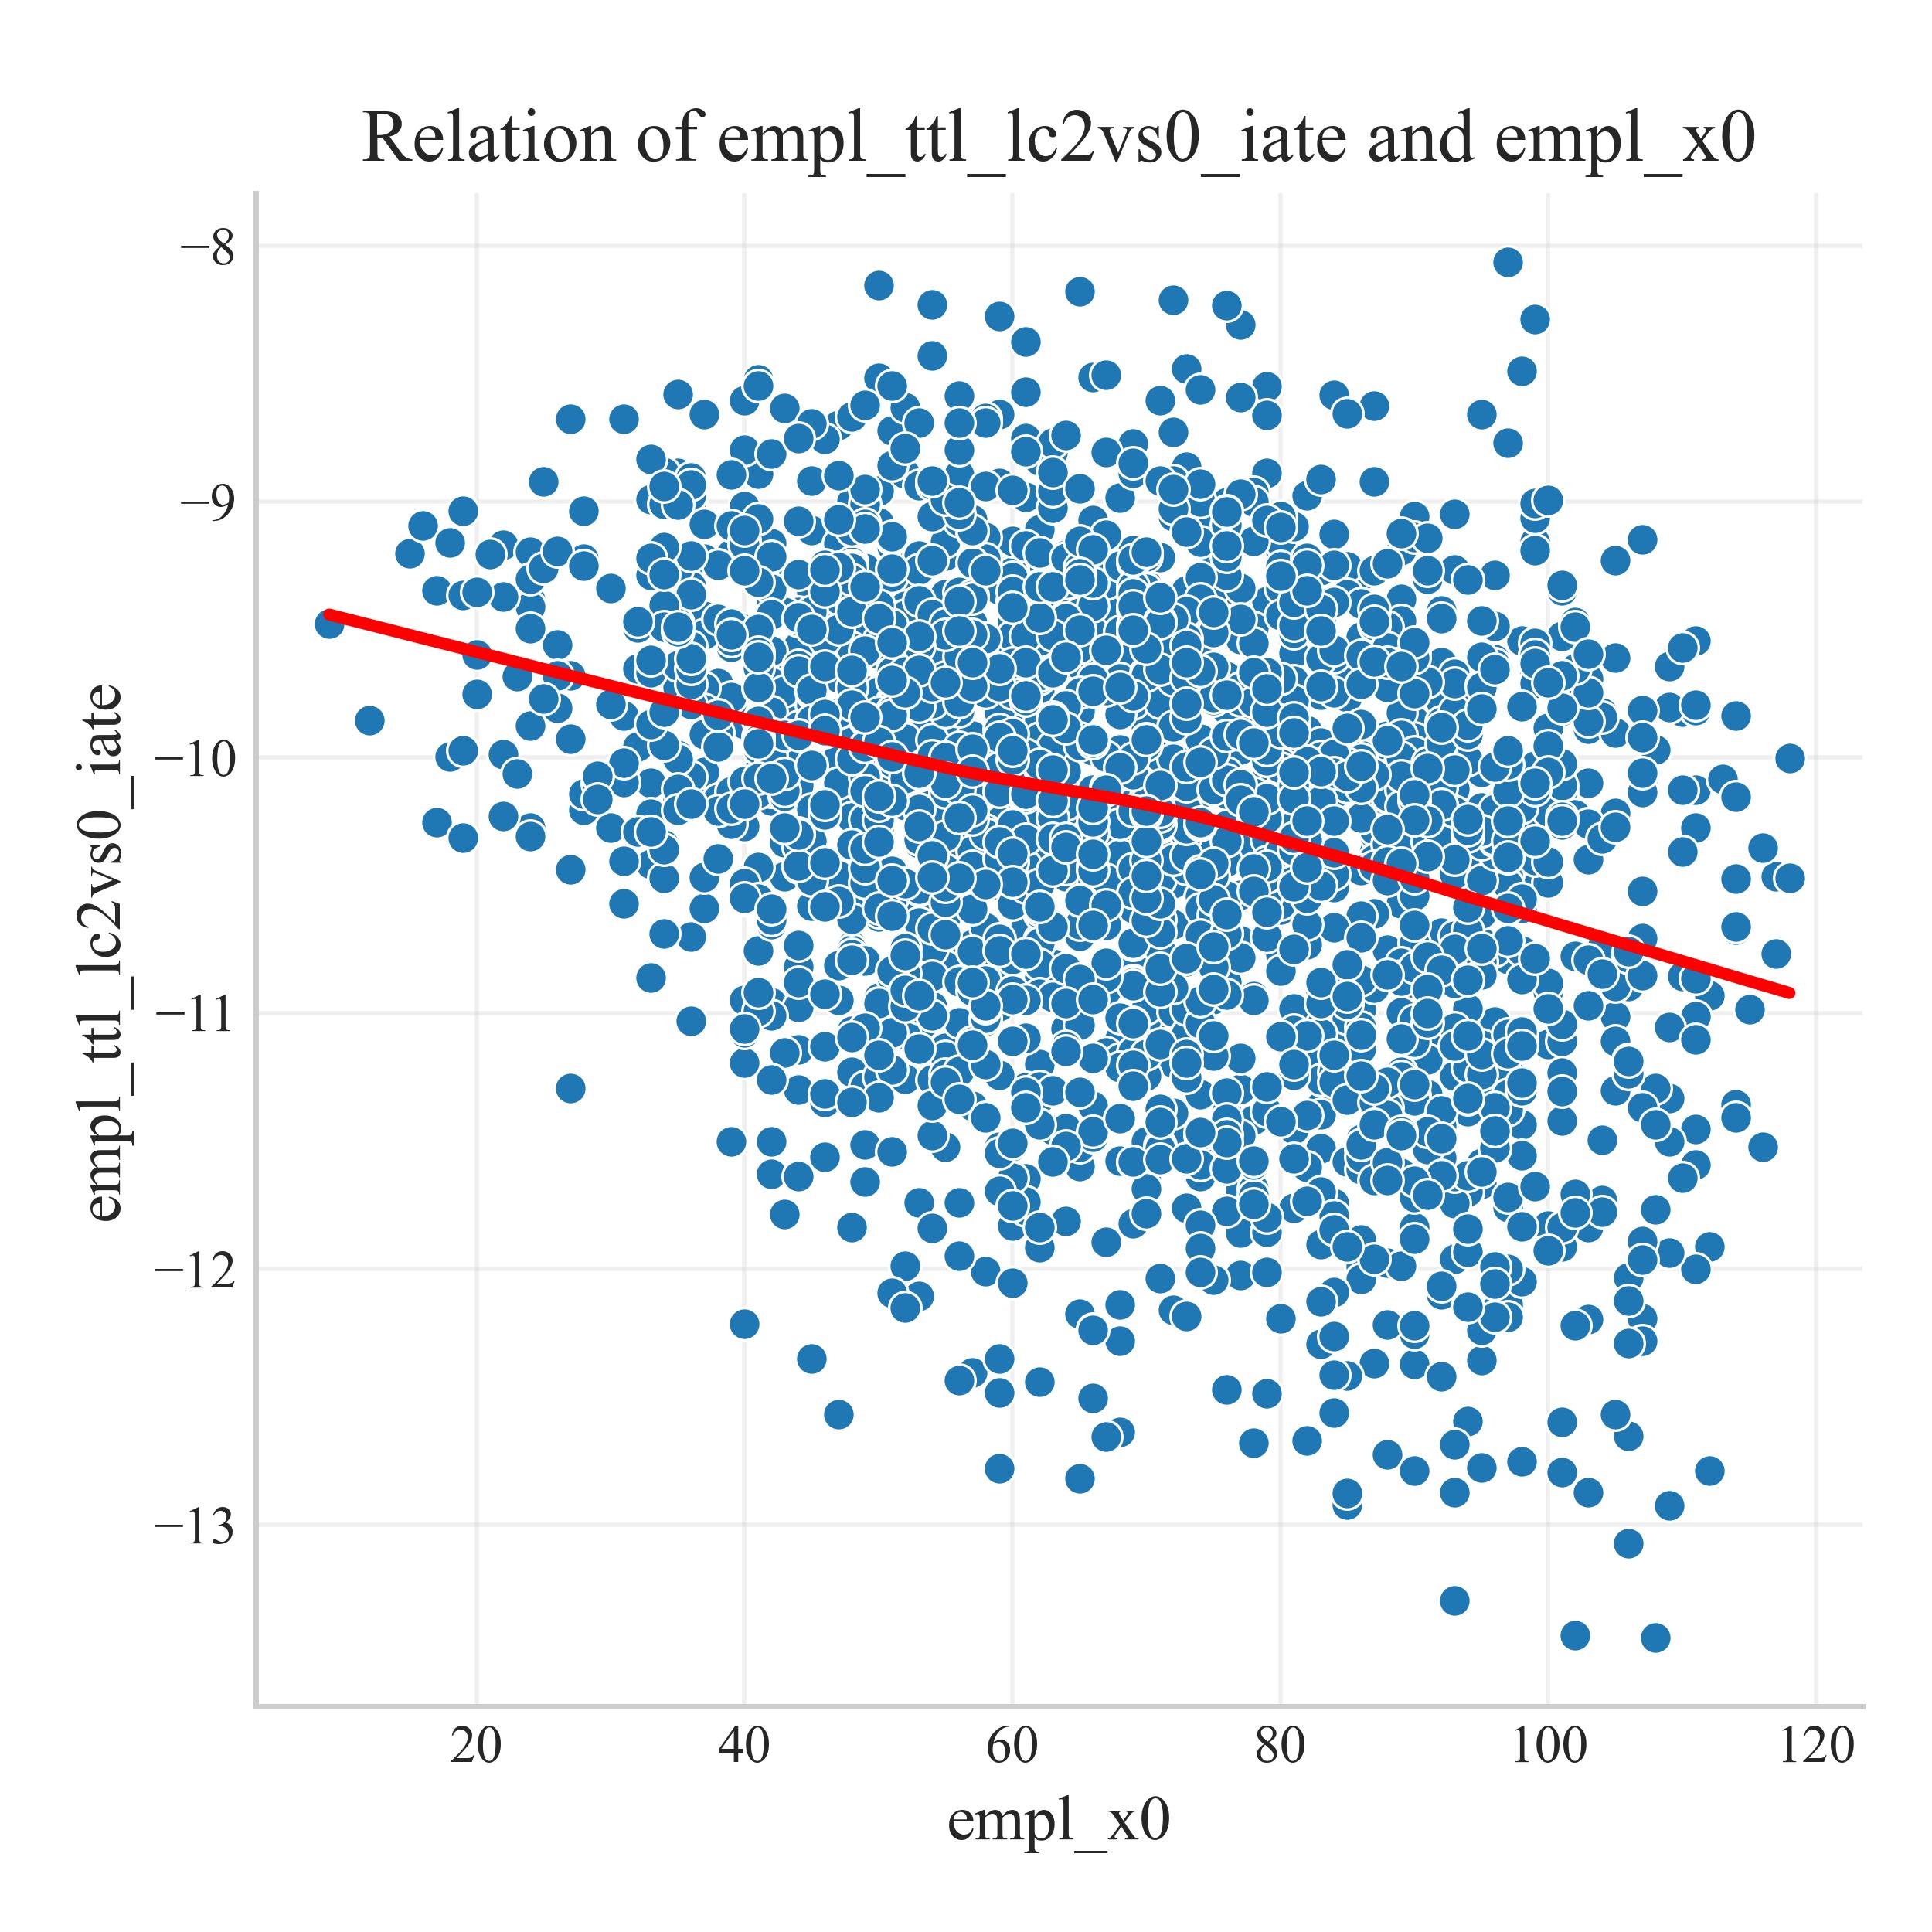 Relation of empl_ttl_lc2vs0_iate and empl_x0
−8
−9
−10
−11
−12
−13
empl_ttl_lc2vs0_iate
20 40 60 80 100 120
empl_x0